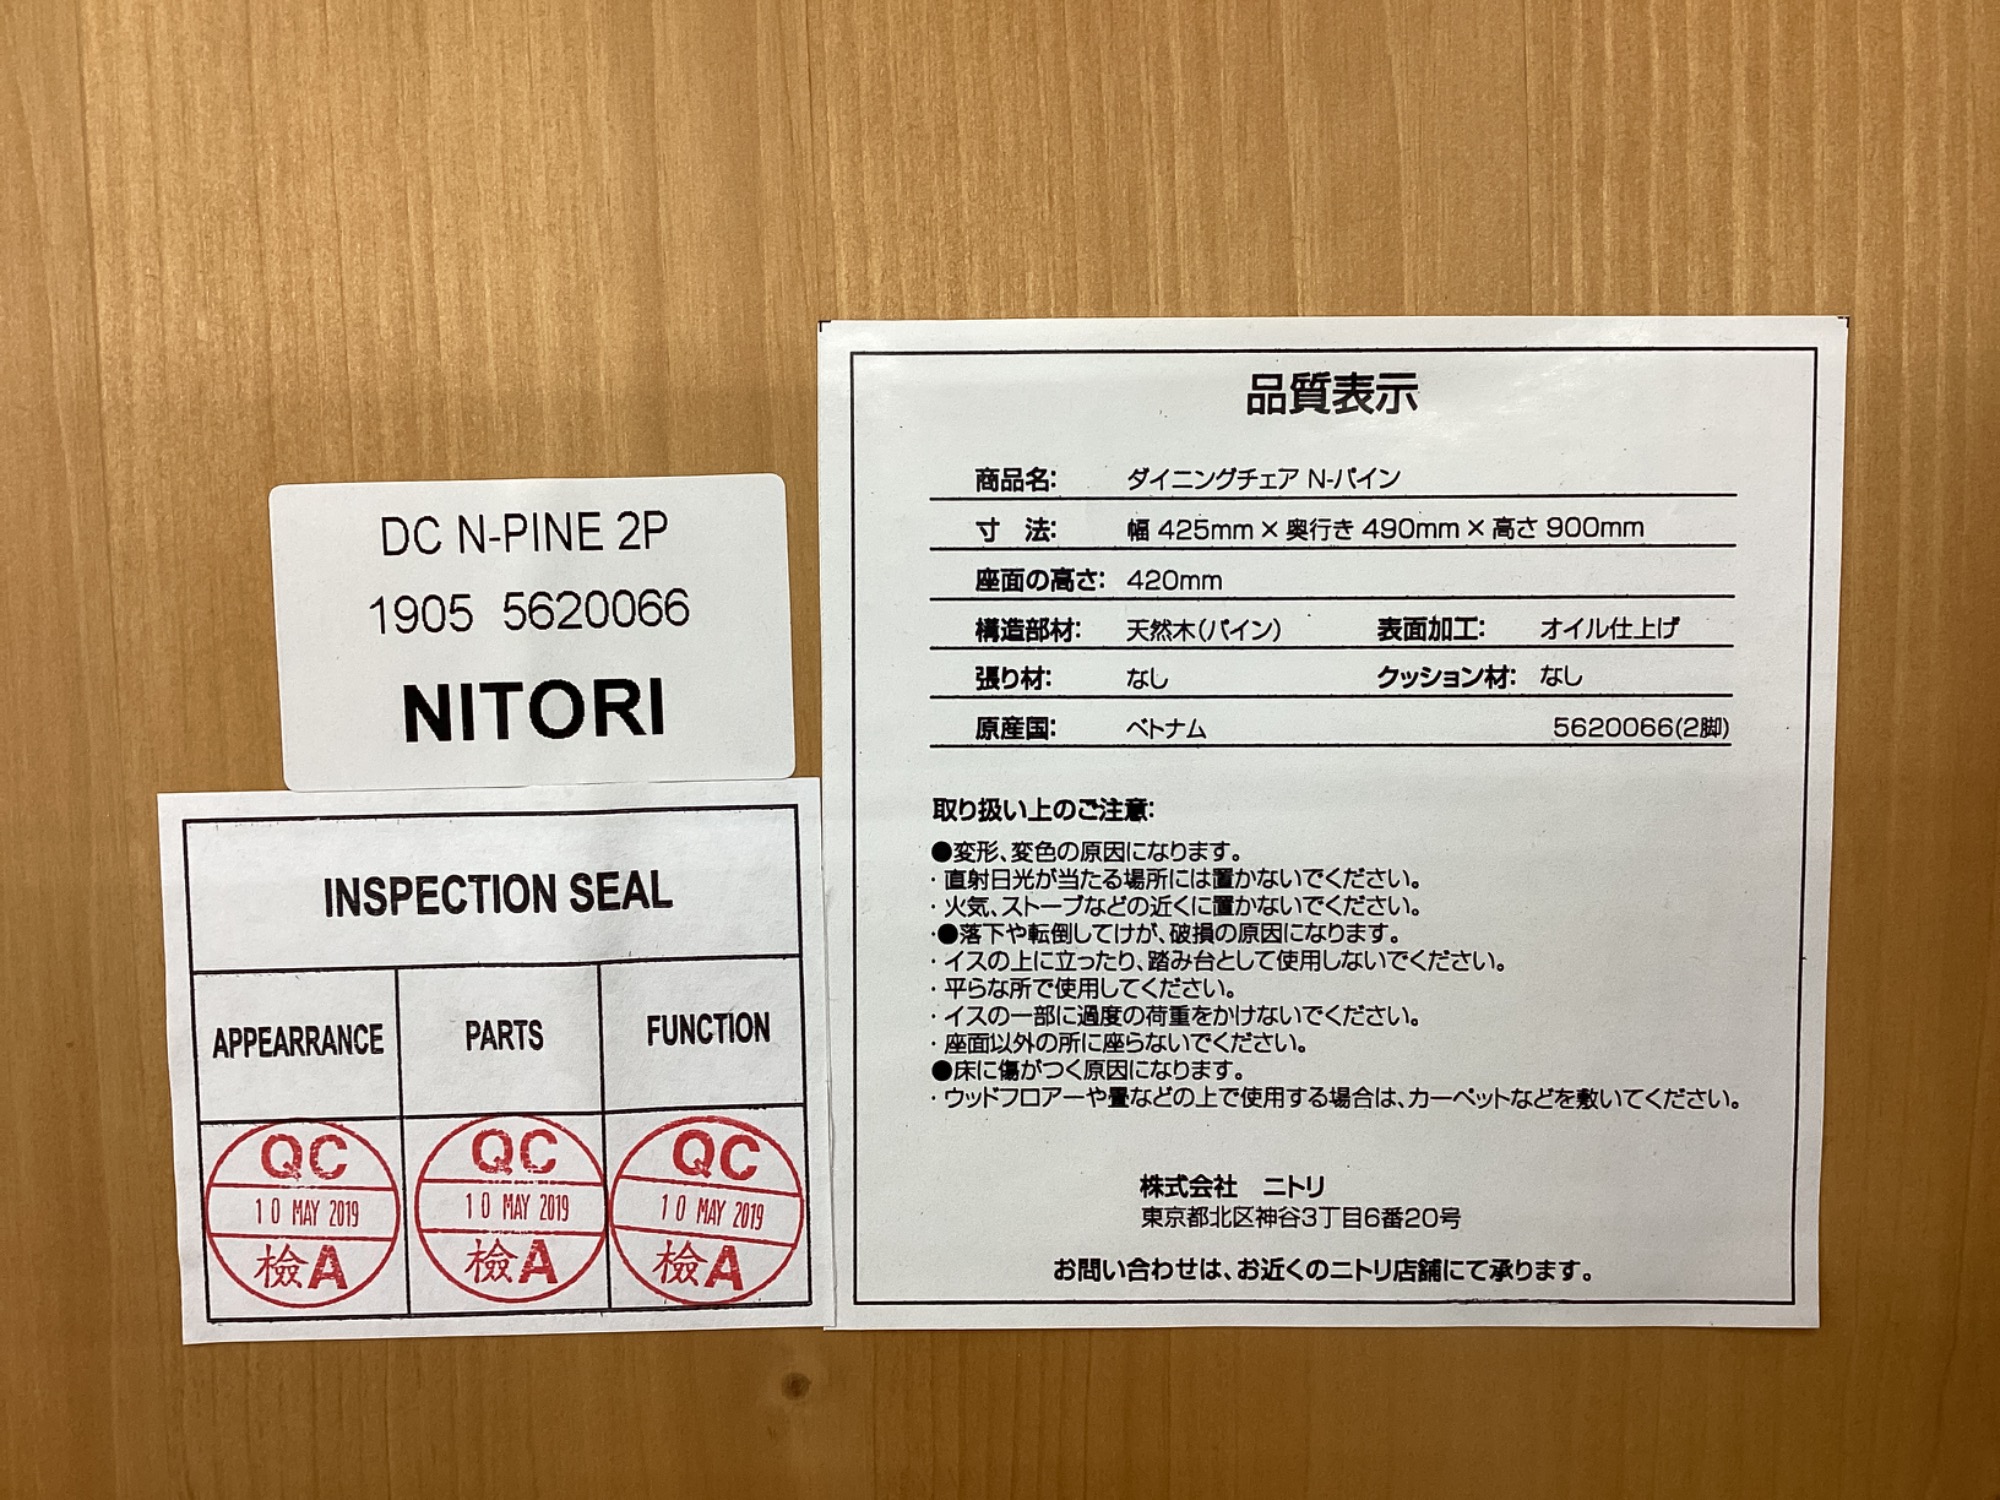 DC N-PINE 2P
1905 5620066
NITORI
INSPECTION SEAL
APPEARRANCE PARTS FUNCTION
QC QC QC
10 MAY 2019 10 MAY 2019 10 MAY 2019
檢A 檢A 檢A
品質表示
商品名: ダイニングチェア N-パイン
寸 法: 幅 425mm × 奥行き 490mm × 高さ 900mm
座面の高さ: 420mm
構造部材: 天然木(パイン) 表面加工: オイル仕上げ
張り材: なし クッション材: なし
原産国: ベトナム 5620066(2脚)
取り扱い上のご注意:
●変形、変色の原因になります。
・直射日光が当たる場所には置かないでください。
・火気、ストーブなどの近くに置かないでください。
・●落下や転倒してけが、破損の原因になります。
・イスの上に立ったり、踏み台として使用しないでください。
・平らな所で使用してください。
・イスの一部に過度の荷重をかけないでください。
・座面以外の所に座らないでください。
●床に傷がつく原因になります。
・ウッドフロアーや畳などの上で使用する場合は、カーペットなどを敷いてください。
株式会社 ニトリ
東京都北区神谷3丁目6番20号
お問い合わせは、お近くのニトリ店舗にて承ります。